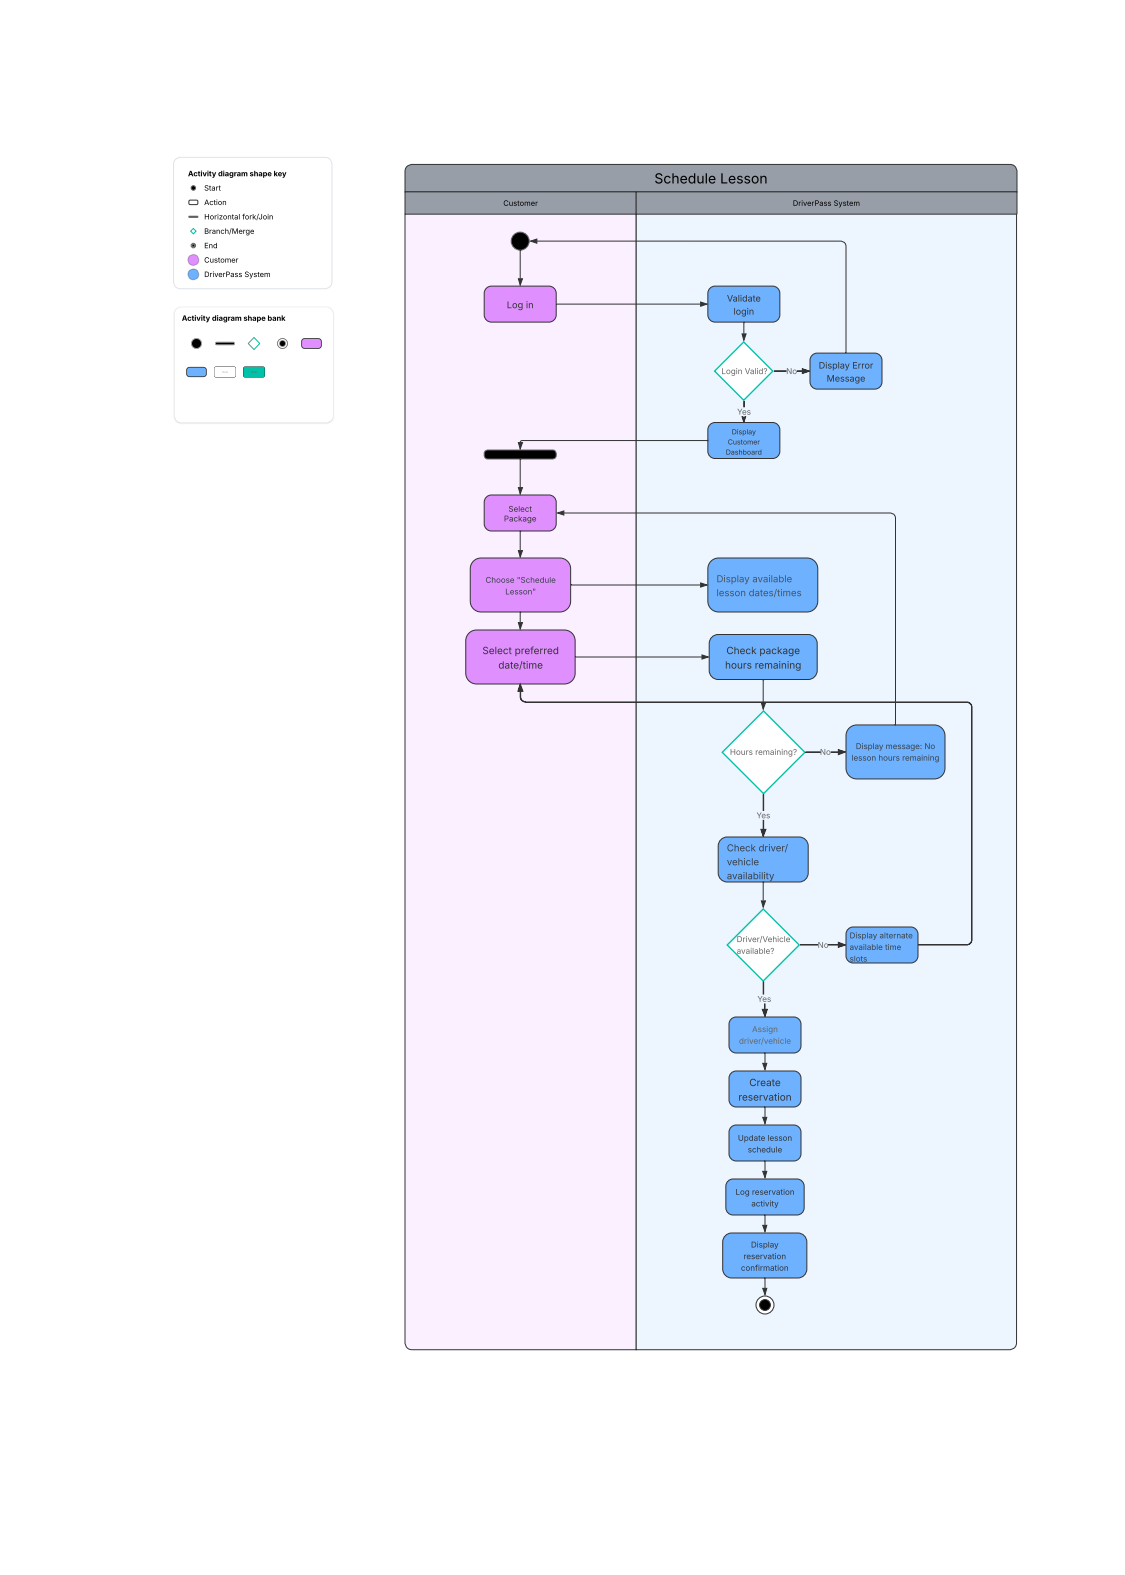 Activity diagram shape key
Start
Action
Horizontal fork/Join
Branch/Merge
End
Customer
DriverPass System
Activity diagram shape bank
Schedule Lesson
Customer
DriverPass System
Log in
Validate
login
Login Valid?
No
Display Error
Message
Yes
Display
Customer
Dashboard
Select
Package
Choose "Schedule
Lesson"
Display available
lesson dates/times
Select preferred
date/time
Check package
hours remaining
Hours remaining?
No
Display message: No
lesson hours remaining
Yes
Check driver/
vehicle
availability
Driver/Vehicle
available?
No
Display alternate
available time
slots
Yes
Assign
driver/vehicle
Create
reservation
Update lesson
schedule
Log reservation
activity
Display
reservation
confirmation